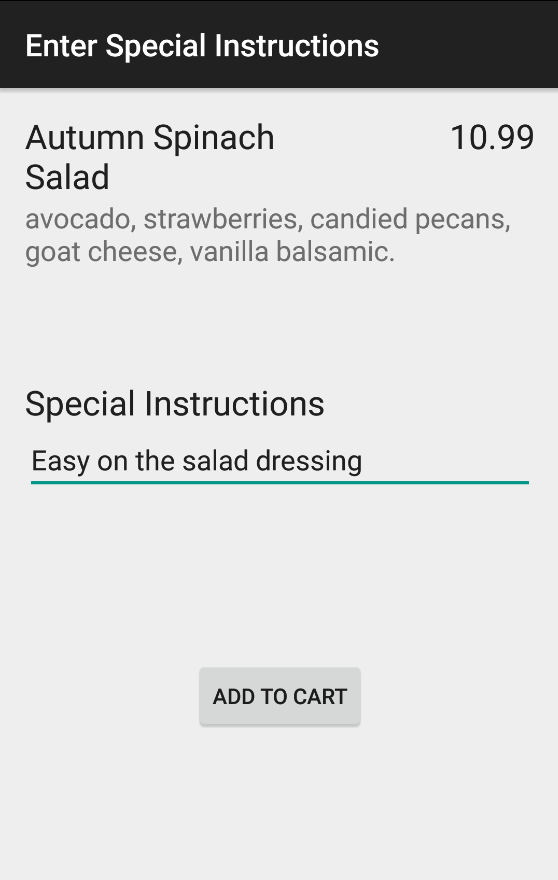 Enter Special Instructions
Autumn Spinach 10.99
Salad
avocado, strawberries, candied pecans,
goat cheese, vanilla balsamic.
Special Instructions
Easy on the salad dressing
ADD TO CART